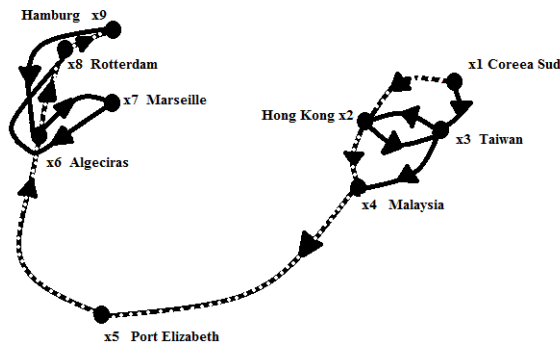 Hamburg x9
x8 Rotterdam
x7 Marseille
x6 Algeciras
x1 Coreea Sud
Hong Kong x2
x3 Taiwan
x4 Malaysia
x5 Port Elizabeth